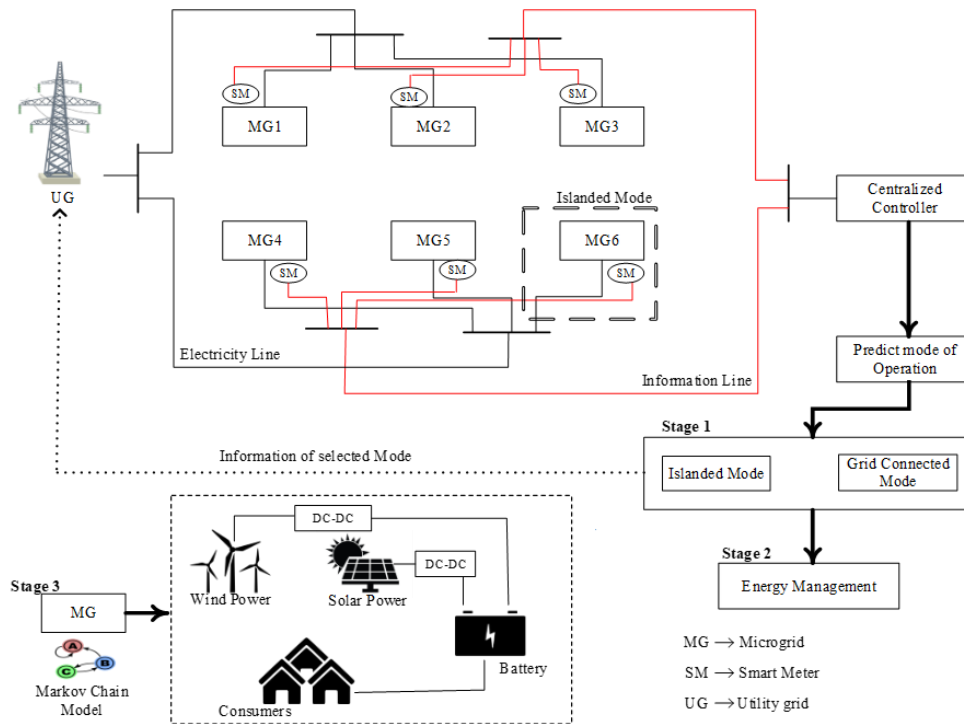 SM
SM
SM
MG1
MG2
MG3
UG
Centralized
Controller
Islanded Mode
MG4
MG5
MG6
SM
SM
SM
Electricity Line
Information Line
Predict mode of
Operation
Stage 1
Information of selected Mode
Islanded Mode
Grid Connected
Mode
DC-DC
DC-DC
Wind Power
Solar Power
Stage 2
Energy Management
Stage 3
MG
A
B
C
Markov Chain
Model
Battery
Consumers
MG → Microgrid
SM → Smart Meter
UG → Utility grid